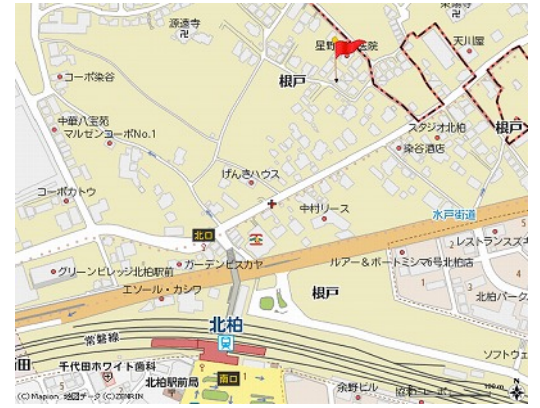 源遠寺
天川屋
根戸
コーポ染谷
中華八宝苑
マルゼンコーポNo.1
スタジオ北柏
根戸
染谷酒店
げんきハウス
コーポカトウ
中村リース
水戸街道
北口
レストランスズキ
グリーンビレッジ北柏駅前
ガーデンビスカヤ
ルアー&ボートミシマ6号北柏店
エソール・カシワ
根戸
北柏パーク
北柏
常磐線
千代田ホワイト歯科
ソフトウェ
北柏駅前局
南口
余野ビル
100m
(C)Mapion 地図データ(C)ZENRIN